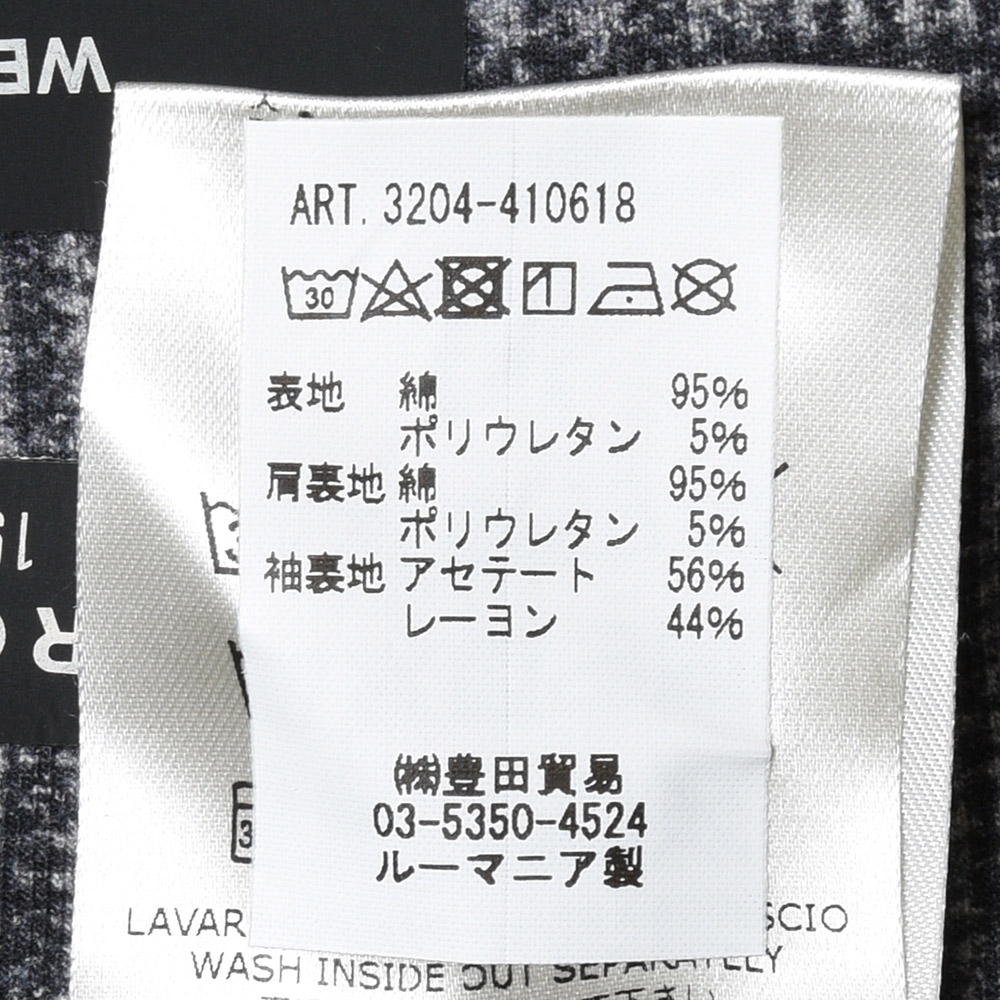 WE
ART. 3204-410618
30
表地 綿 95%
ポリウレタン 5%
肩裏地 綿 95%
ポリウレタン 5%
袖裏地 アセテート 56%
レーヨン 44%
㈱豊田貿易
03-5350-4524
ルーマニア製
WASH INSIDE OUT SEPARATELY